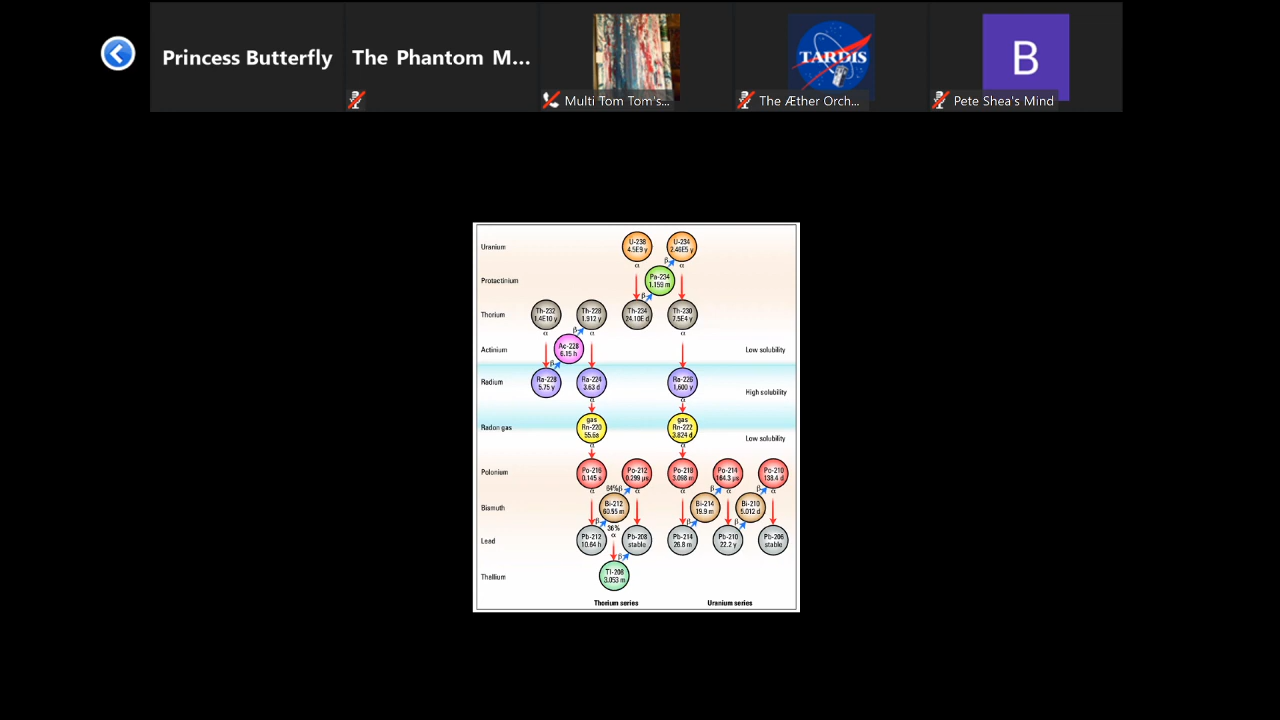 Princess Butterfly
The Phantom M...
TARDIS
B
Multi Tom Tom's...
The Æther Orch...
Pete Shea's Mind
Uranium
U-238
4.5E9 y
U-234
2.46E5 y
α
β
α
Protactinium
Pa-234
1.159 m
β
Thorium
Th-232
1.4E10 y
Th-228
1.912 y
Th-234
24.10E d
Th-230
7.5E4 y
α
β
α
α
Actinium
Ac-228
6.15 h
Low solubility
β
Radium
Ra-228
5.75 y
Ra-224
3.63 d
Ra-226
1,600 y
High solubility
α
α
Radon gas
gas
Rn-220
55.6s
gas
Rn-222
3.824 d
Low solubility
α
α
Polonium
Po-216
0.145 s
Po-212
0.299 µs
Po-218
3.098 m
Po-214
164.3 µs
Po-210
138.4 d
α
64%β
α
α
β
α
β
α
Bismuth
Bi-212
60.55 m
Bi-214
19.9 m
Bi-210
5.012 d
β
36%
α
β
β
Lead
Pb-212
10.64 h
Pb-208
stable
Pb-214
26.8 m
Pb-210
22.2 y
Pb-206
stable
β
Thallium
Tl-208
3.053 m
Thorium series
Uranium series